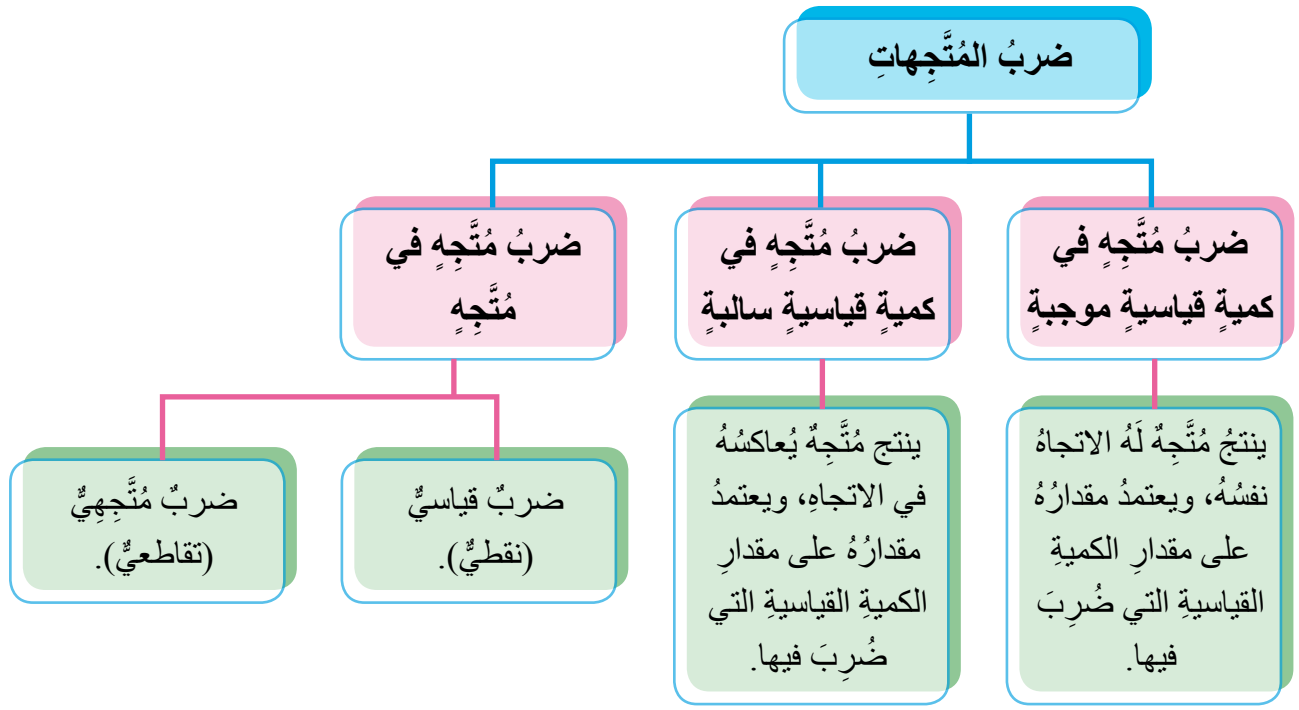 ضربُ المُتَّجِهاتِ
ضربُ مُتَّجِهٍ في
كميةٍ قياسيةٍ موجبةٍ
ضربُ مُتَّجِهٍ في
كميةٍ قياسيةٍ سالبةٍ
ضربُ مُتَّجِهٍ في
مُتَّجِهٍ
ينتجُ مُتَّجِهٌ لَهُ الاتجاهُ
نفسُهُ، ويعتمدُ مقدارُهُ
على مقدارِ الكميةِ
القياسيةِ التي ضُرِبَ
فيها.
ينتج مُتَّجِهٌ يُعاكسُهُ
في الاتجاهِ، ويعتمدُ
مقدارُهُ على مقدارِ
الكميةِ القياسيةِ التي
ضُرِبَ فيها.
ضربٌ قياسيٌّ
(نقطيٌّ).
ضربٌ مُتَّجِهِيٌّ
(تقاطعيٌّ).